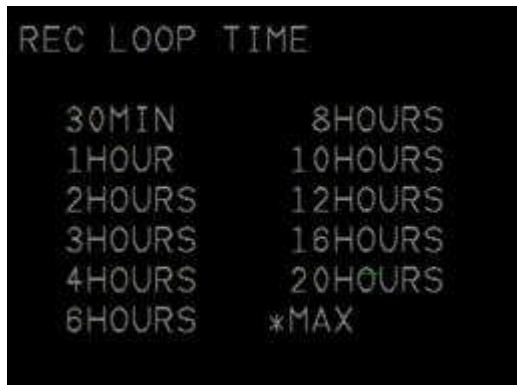 REC LOOP TIME
30MIN 8HOURS
1HOUR 10HOURS
2HOURS 12HOURS
3HOURS 16HOURS
4HOURS 20HOURS
6HOURS *MAX